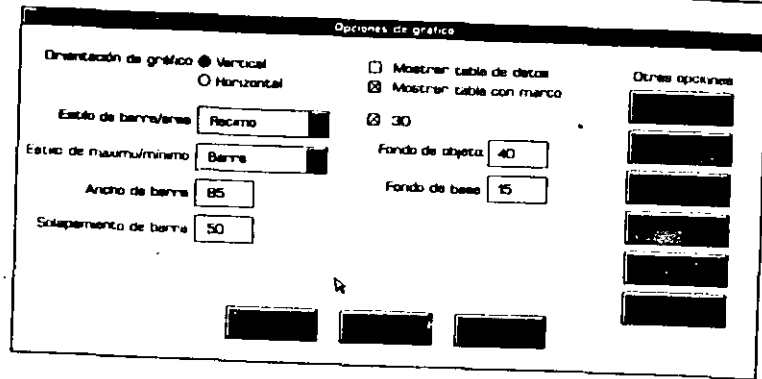 Opciones de gráfico
Orientación de gráfico Vertical
Horizontal
Mostrar tabla de datos
Mostrar tabla con marco
Otras opciones
Estilo de barra/area Racimo
3D
Estilo de maximo/minimo Barra
Fondo de objeto 40
Ancho de barra 85
Fondo de base 15
Solapamiento de barra 50